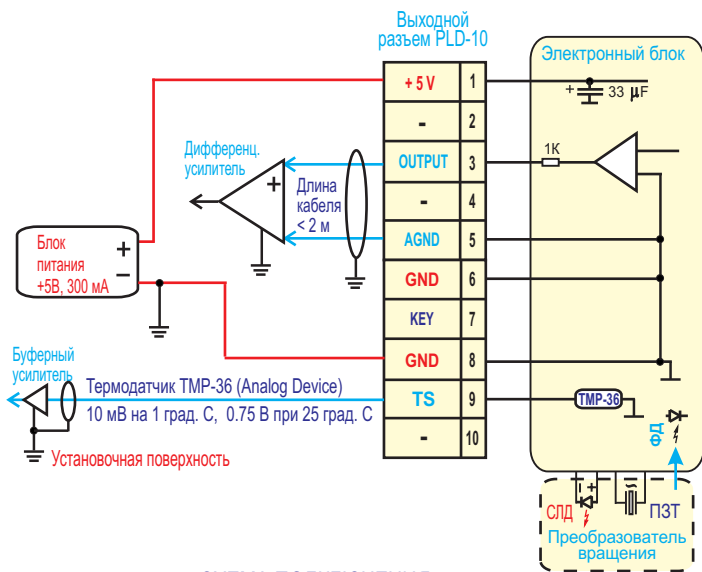 Выходной
разъем PLD-10
Электронный блок
+ 5 V 1
- 2
OUTPUT 3
- 4
AGND 5
GND 6
KEY 7
GND 8
TS 9
- 10
+ 33 μF
1К
TMP-36
ФД
Дифференц.
усилитель
+
Длина
кабеля
< 2 м
Блок
питания
+5В, 300 мА
+
−
Буферный
усилитель
Термодатчик TMP-36 (Analog Device)
10 мВ на 1 град. С, 0.75 В при 25 град. С
Установочная поверхность
− +
≈
СЛД
ПЗТ
Преобразователь
вращения